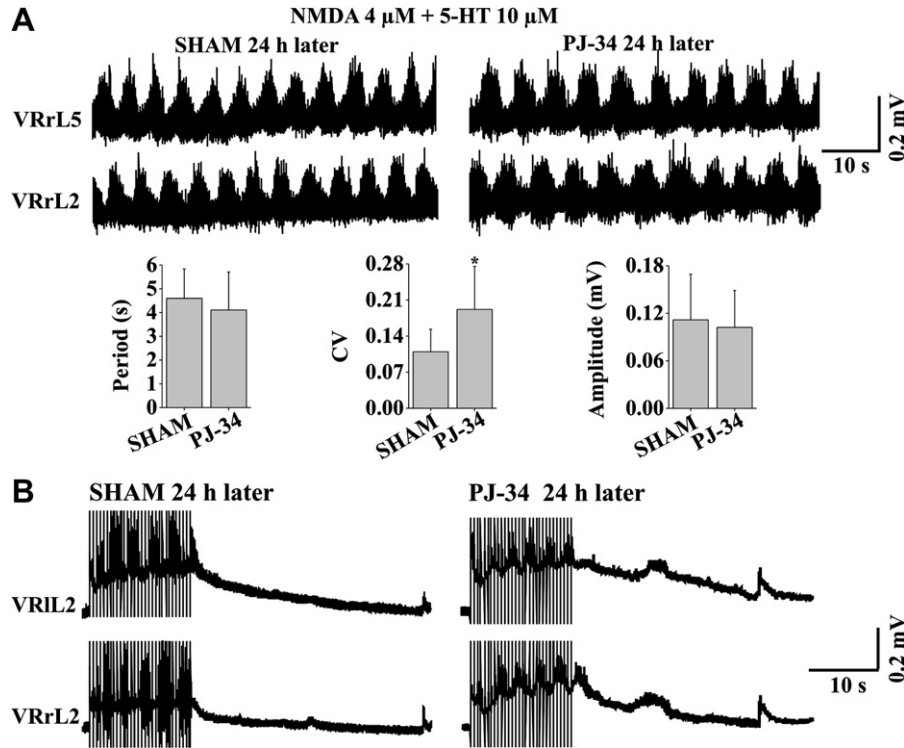 A
NMDA 4 µM + 5-HT 10 µM
SHAM 24 h later
PJ-34 24 h later
VRrL5
VRrL2
10 s
0.2 mV
Period (s)
6
5
4
3
2
1
0
SHAM
PJ-34
CV
0.28
0.21
0.14
0.07
0.00
*
SHAM
PJ-34
Amplitude (mV)
0.18
0.12
0.06
0.00
SHAM
PJ-34
B
SHAM 24 h later
PJ-34 24 h later
VRlL2
VRrL2
10 s
0.2 mV